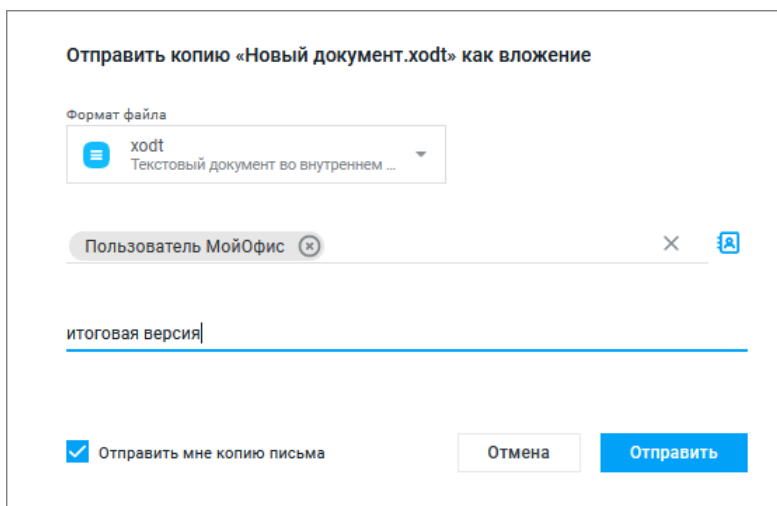 Отправить копию «Новый документ.xodt» как вложение
Формат файла
xodt
Текстовый документ во внутреннем ...
Пользователь МойОфис
итоговая версия
Отправить мне копию письма
Отмена
Отправить